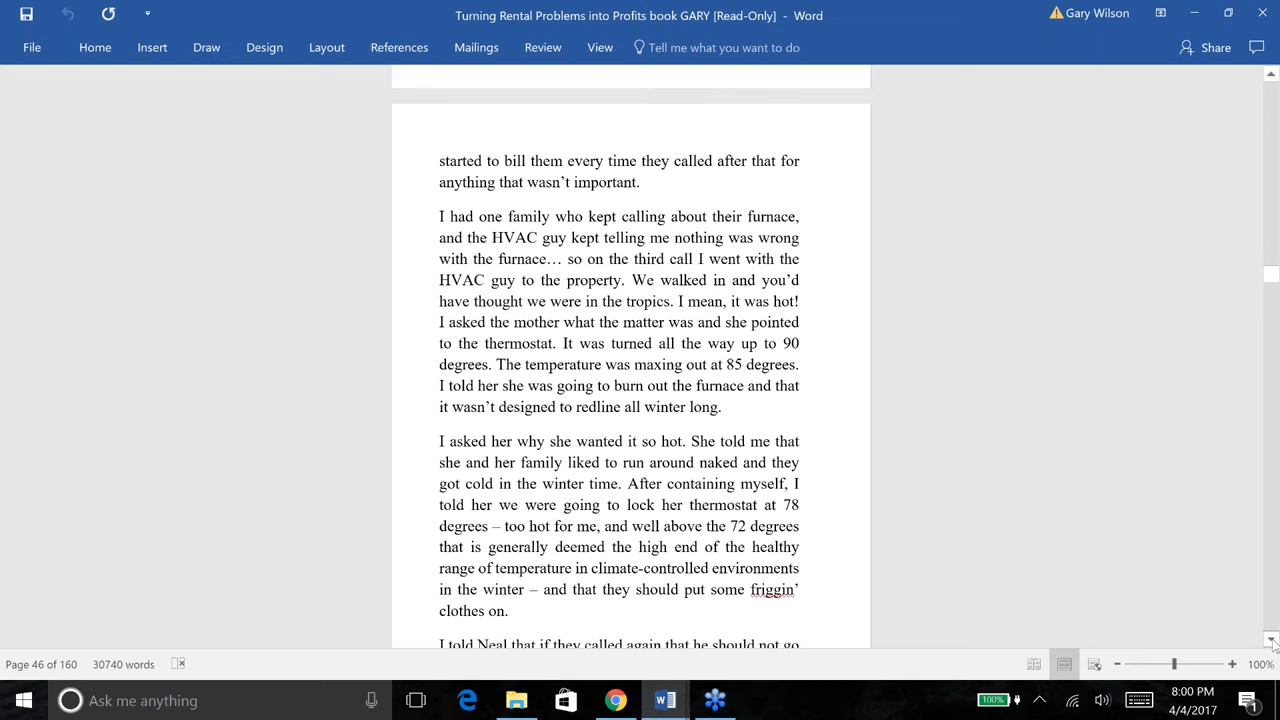 Turning Rental Problems into Profits book GARY [Read-Only] - Word
Gary Wilson
File Home Insert Draw Design Layout References Mailings Review View Tell me what you want to do Share
started to bill them every time they called after that for
anything that wasn’t important.
I had one family who kept calling about their furnace,
and the HVAC guy kept telling me nothing was wrong
with the furnace… so on the third call I went with the
HVAC guy to the property. We walked in and you’d
have thought we were in the tropics. I mean, it was hot!
I asked the mother what the matter was and she pointed
to the thermostat. It was turned all the way up to 90
degrees. The temperature was maxing out at 85 degrees.
I told her she was going to burn out the furnace and that
it wasn’t designed to redline all winter long.
I asked her why she wanted it so hot. She told me that
she and her family liked to run around naked and they
got cold in the winter time. After containing myself, I
told her we were going to lock her thermostat at 78
degrees – too hot for me, and well above the 72 degrees
that is generally deemed the high end of the healthy
range of temperature in climate-controlled environments
in the winter – and that they should put some friggin’
clothes on.
I told Neal that if they called again that he should not go
Page 46 of 160 30740 words 100%
Ask me anything 100% 8:00 PM
4/4/2017 1